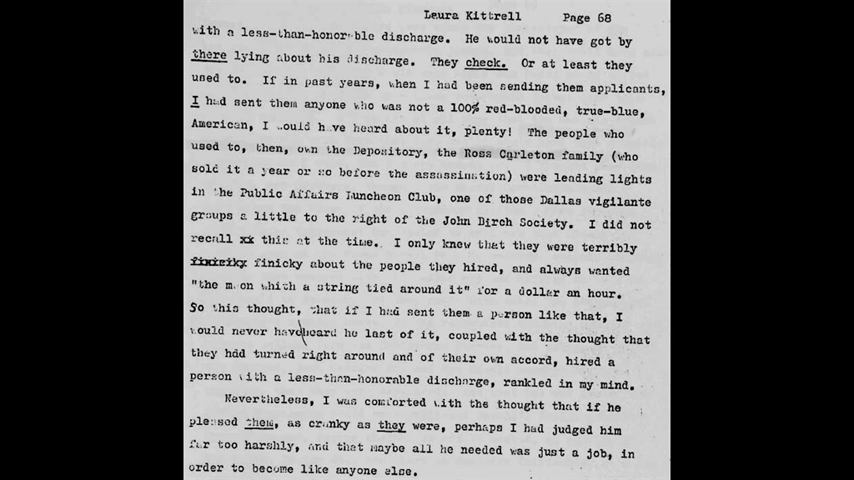 Laura Kittrell Page 68
with a less-than-honorable discharge. He would not have got by
there lying about his discharge. They check. Or at least they
used to. If in past years, when I had been sending them applicants,
I had sent them anyone who was not a 100% red-blooded, true-blue,
American, I would have heard about it, plenty! The people who
used to, then, own the Depository, the Ross Carleton family (who
sold it a year or so before the assassination) were leading lights
in the Public Affairs Luncheon Club, one of those Dallas vigilante
groups a little to the right of the John Birch Society. I did not
recall xx this at the time. I only knew that they were terribly
finicky finicky about the people they hired, and always wanted
"the moon which a string tied around it" for a dollar an hour.
So this thought, that if I had sent them a person like that, I
would never have heard he last of it, coupled with the thought that
they had turned right around and of their own accord, hired a
person with a less-than-honorable discharge, rankled in my mind.
Nevertheless, I was comforted with the thought that if he
pleased them, as cranky as they were, perhaps I had judged him
far too harshly, and that maybe all he needed was just a job, in
order to become like anyone else.